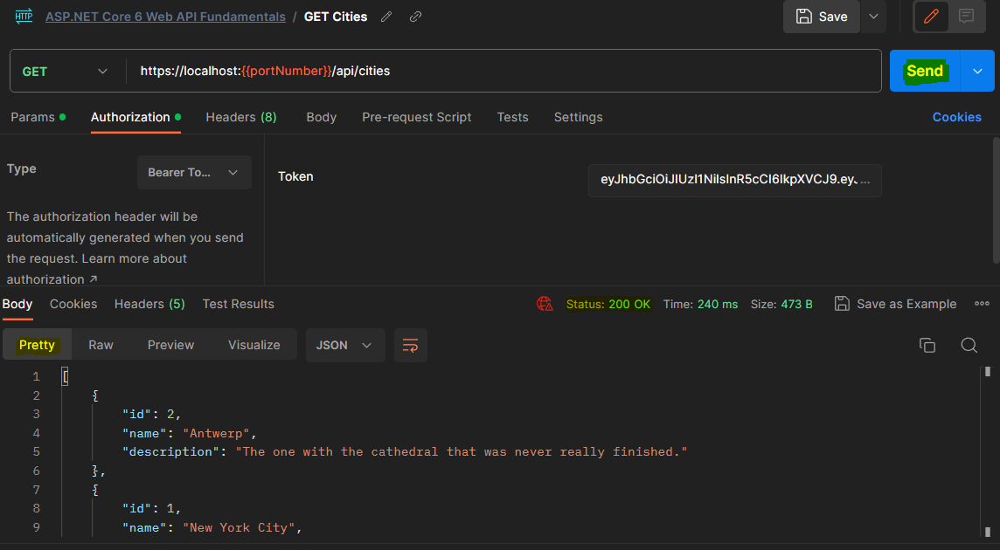 HTTP ASP.NET Core 6 Web API Fundamentals / GET Cities Save
GET https://localhost:{{portNumber}}/api/cities Send
Params Authorization Headers (8) Body Pre-request Script Tests Settings Cookies
Type Bearer To... Token eyJhbGciOiJIUzI1NiIsInR5cCI6IkpXVCJ9.eyJ...
The authorization header will be
automatically generated when you send
the request. Learn more about
authorization ↗
Body Cookies Headers (5) Test Results Status: 200 OK Time: 240 ms Size: 473 B Save as Example
Pretty Raw Preview Visualize JSON
1 [
2 {
3 "id": 2,
4 "name": "Antwerp",
5 "description": "The one with the cathedral that was never really finished."
6 },
7 {
8 "id": 1,
9 "name": "New York City",